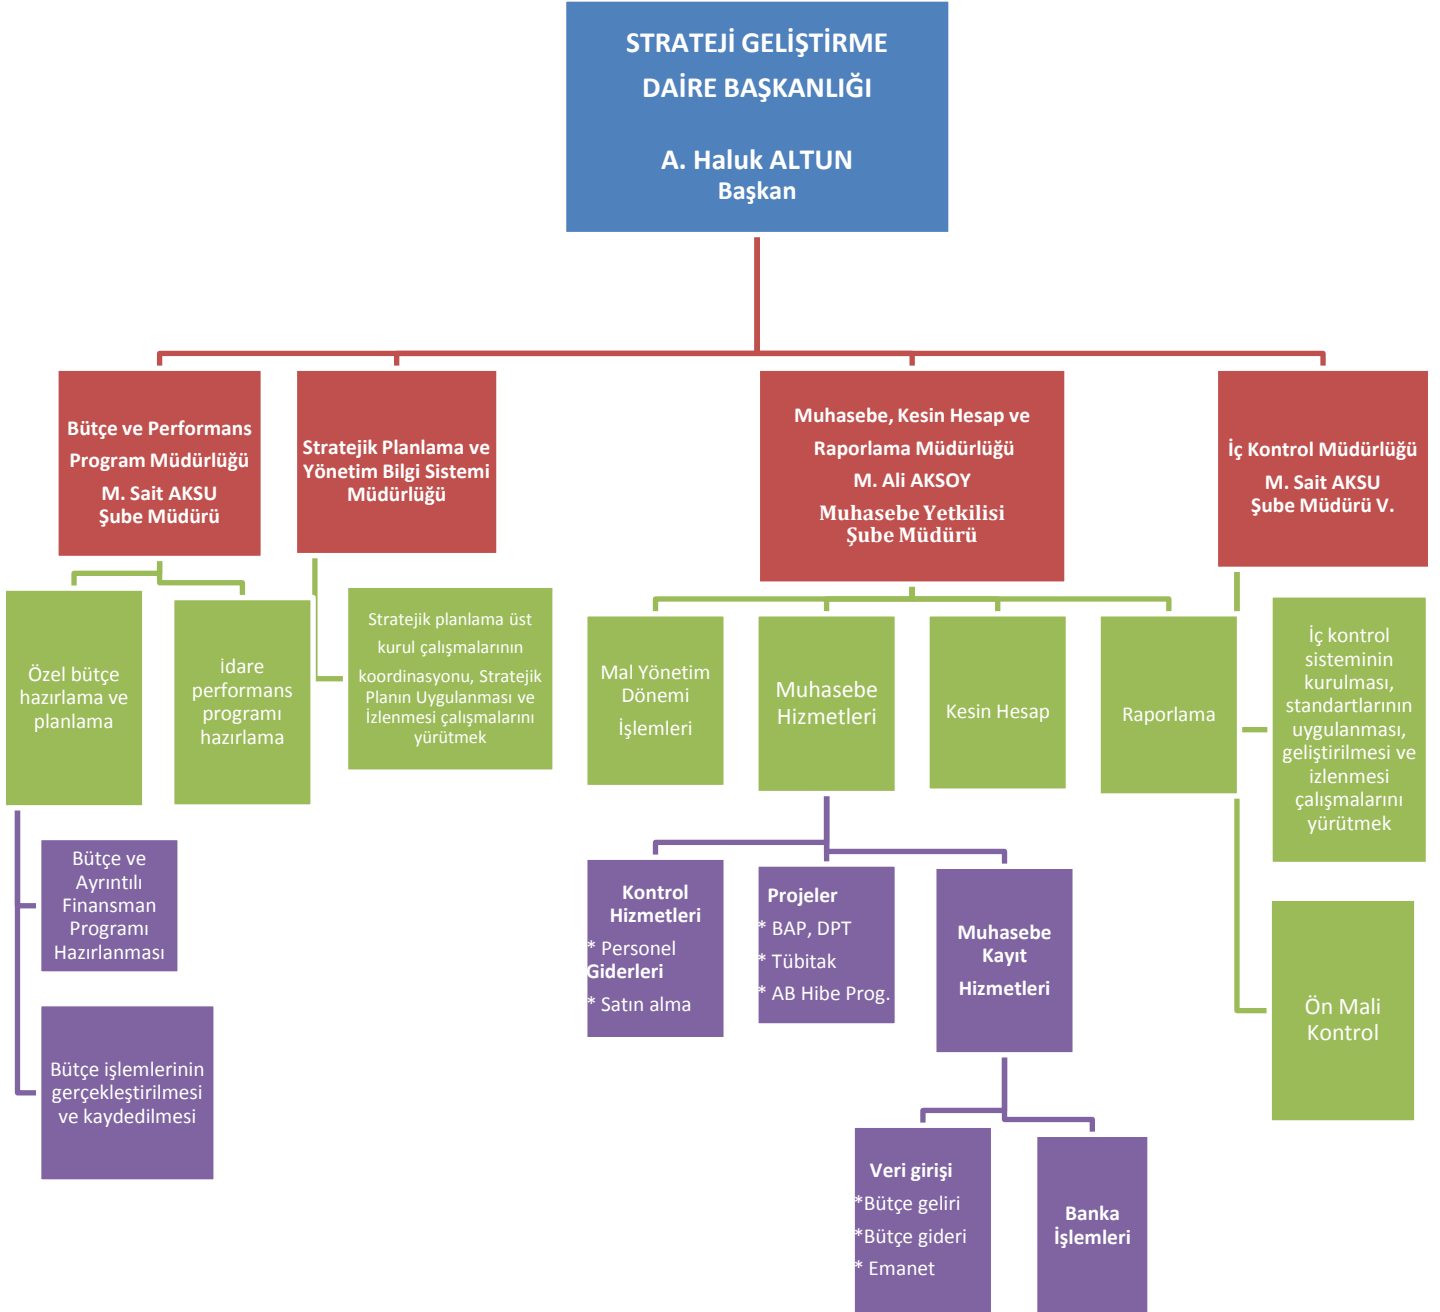 STRATEJİ GELİŞTİRME
DAİRE BAŞKANLIĞI
A. Haluk ALTUN
Başkan
Bütçe ve Performans
Program Müdürlüğü
M. Sait AKSU
Şube Müdürü
Stratejik Planlama ve
Yönetim Bilgi Sistemi
Müdürlüğü
Muhasebe, Kesin Hesap ve
Raporlama Müdürlüğü
M. Ali AKSOY
Muhasebe Yetkilisi
Şube Müdürü
İç Kontrol Müdürlüğü
M. Sait AKSU
Şube Müdürü V.
Özel bütçe
hazırlama ve
planlama
İdare
performans
programı
hazırlama
Stratejik planlama üst
kurul çalışmalarının
koordinasyonu, Stratejik
Planın Uygulanması ve
İzlenmesi çalışmalarını
yürütmek
Mal Yönetim
Dönemi
İşlemleri
Muhasebe
Hizmetleri
Kesin Hesap
Raporlama
İç kontrol
sisteminin
kurulması,
standartlarının
uygulanması,
geliştirilmesi ve
izlenmesi
çalışmalarını
yürütmek
Bütçe ve
Ayrıntılı
Finansman
Programı
Hazırlanması
Kontrol
Hizmetleri
* Personel
Giderleri
* Satın alma
Projeler
* BAP, DPT
* Tübitak
* AB Hibe Prog.
Muhasebe
Kayıt
Hizmetleri
Ön Mali
Kontrol
Bütçe işlemlerinin
gerçekleştirilmesi
ve kaydedilmesi
Veri girişi
*Bütçe geliri
*Bütçe gideri
* Emanet
Banka
İşlemleri